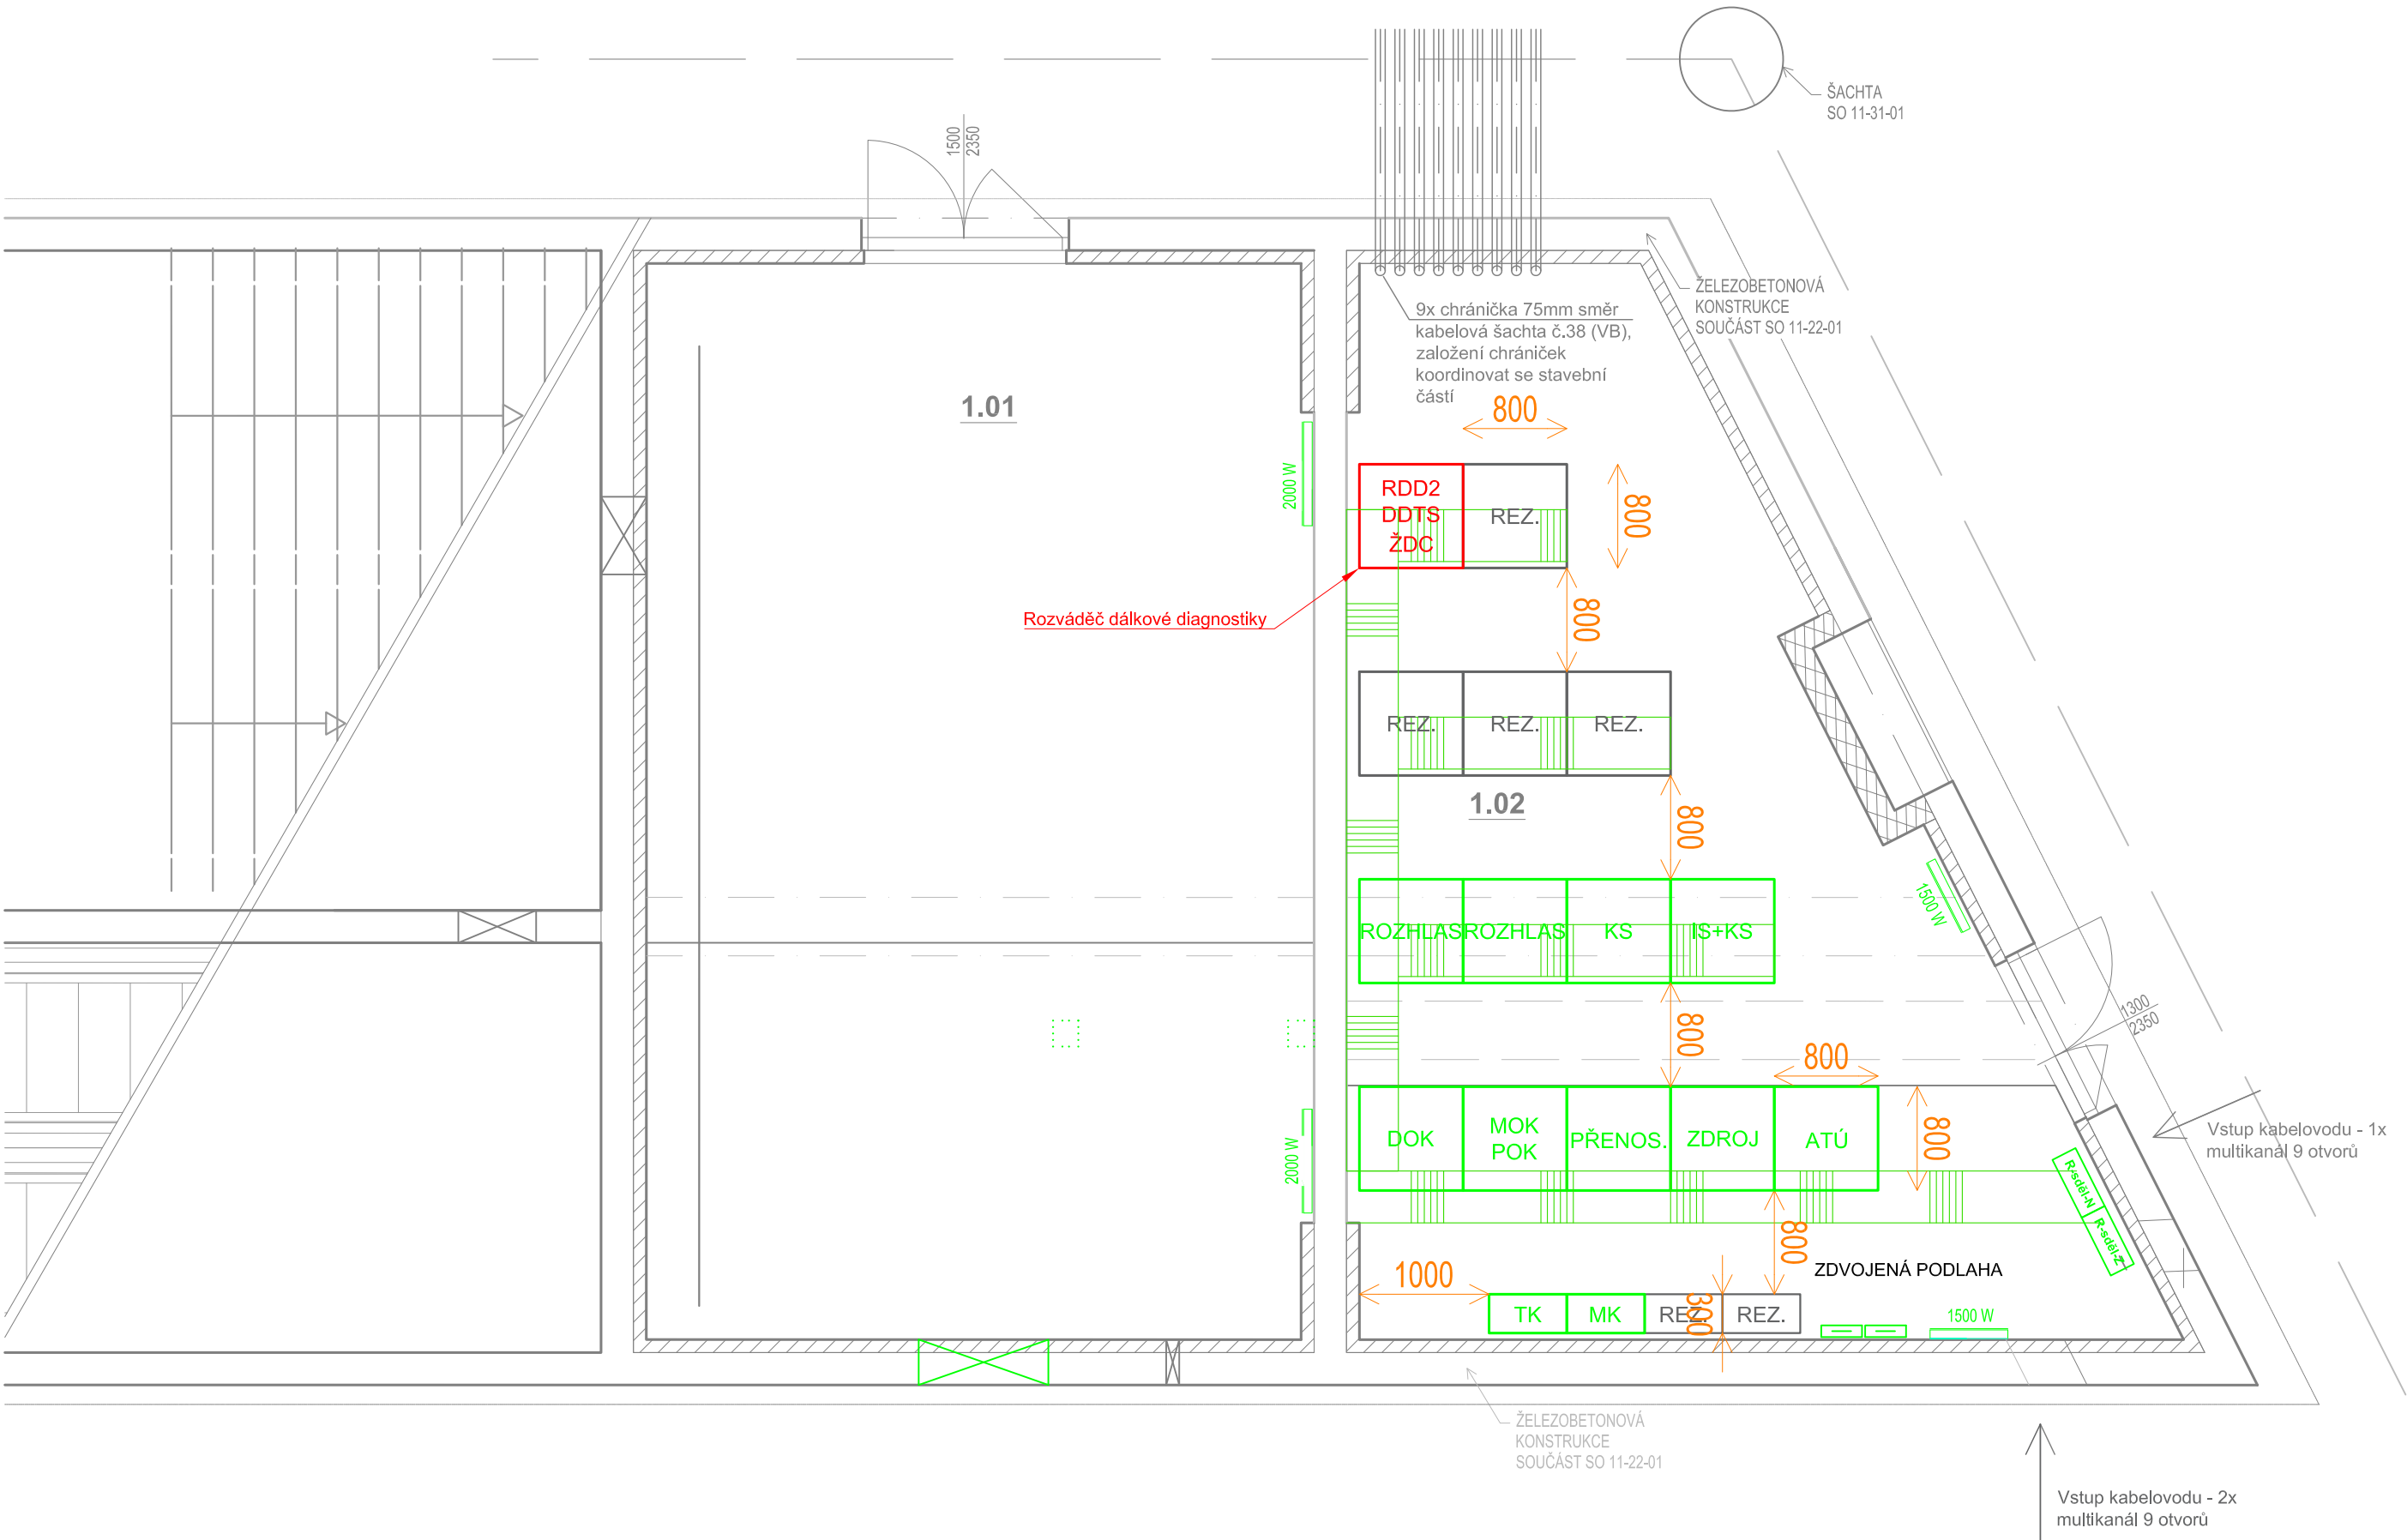 ŠACHTA
SO 11-31-01
1500
2350
ŽELEZOBETONOVÁ
KONSTRUKCE
SOUČÁST SO 11-22-01
9x chránička 75mm směr
kabelová šachta č.38 (VB),
založení chrániček
koordinovat se stavební
částí
1.01
800
2000 W
RDD2
DDTS
ŽDC
REZ.
800
Rozváděč dálkové diagnostiky
800
REZ.
REZ.
REZ.
1.02
800
1500 W
ROZHLAS
ROZHLAS
KS
IS+KS
800
1300
2350
800
DOK
MOK
POK
PŘENOS.
ZDROJ
ATÚ
800
2000 W
Vstup kabelovodu - 1x
multikanál 9 otvorů
R-sděl-N
R-sděl-Z
800
ZDVOJENÁ PODLAHA
1000
TK
MK
REZ.
300
REZ.
1500 W
ŽELEZOBETONOVÁ
KONSTRUKCE
SOUČÁST SO 11-22-01
Vstup kabelovodu - 2x
multikanál 9 otvorů